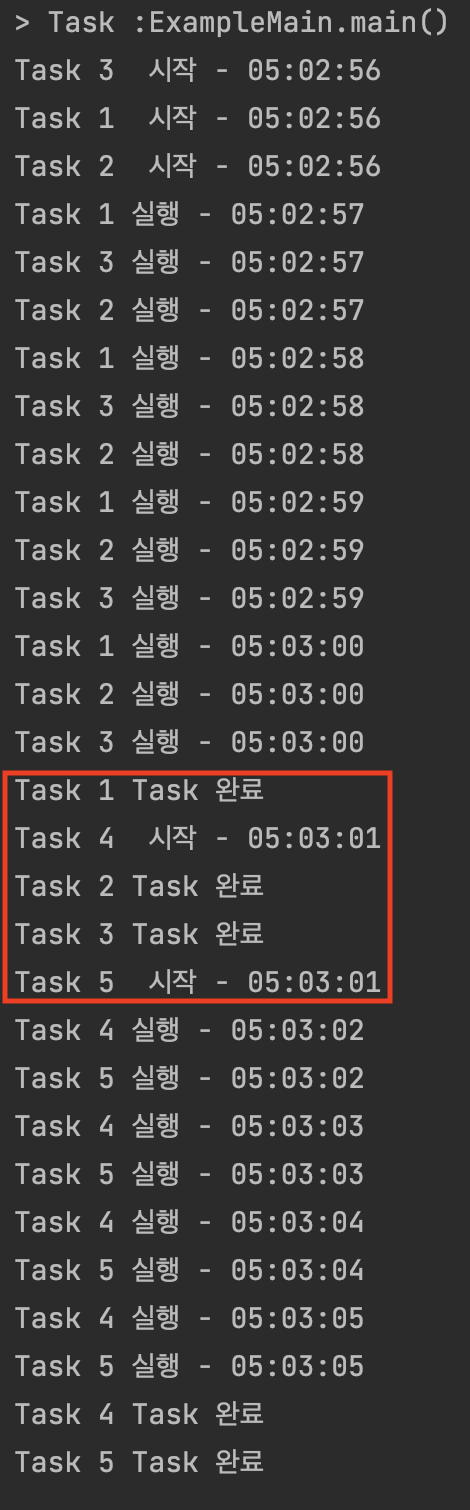 > Task :ExampleMain.main()
Task 3  시작 - 05:02:56
Task 1  시작 - 05:02:56
Task 2  시작 - 05:02:56
Task 1 실행 - 05:02:57
Task 3 실행 - 05:02:57
Task 2 실행 - 05:02:57
Task 1 실행 - 05:02:58
Task 3 실행 - 05:02:58
Task 2 실행 - 05:02:58
Task 1 실행 - 05:02:59
Task 2 실행 - 05:02:59
Task 3 실행 - 05:02:59
Task 1 실행 - 05:03:00
Task 2 실행 - 05:03:00
Task 3 실행 - 05:03:00
Task 1 Task 완료
Task 4  시작 - 05:03:01
Task 2 Task 완료
Task 3 Task 완료
Task 5  시작 - 05:03:01
Task 4 실행 - 05:03:02
Task 5 실행 - 05:03:02
Task 4 실행 - 05:03:03
Task 5 실행 - 05:03:03
Task 4 실행 - 05:03:04
Task 5 실행 - 05:03:04
Task 4 실행 - 05:03:05
Task 5 실행 - 05:03:05
Task 4 Task 완료
Task 5 Task 완료